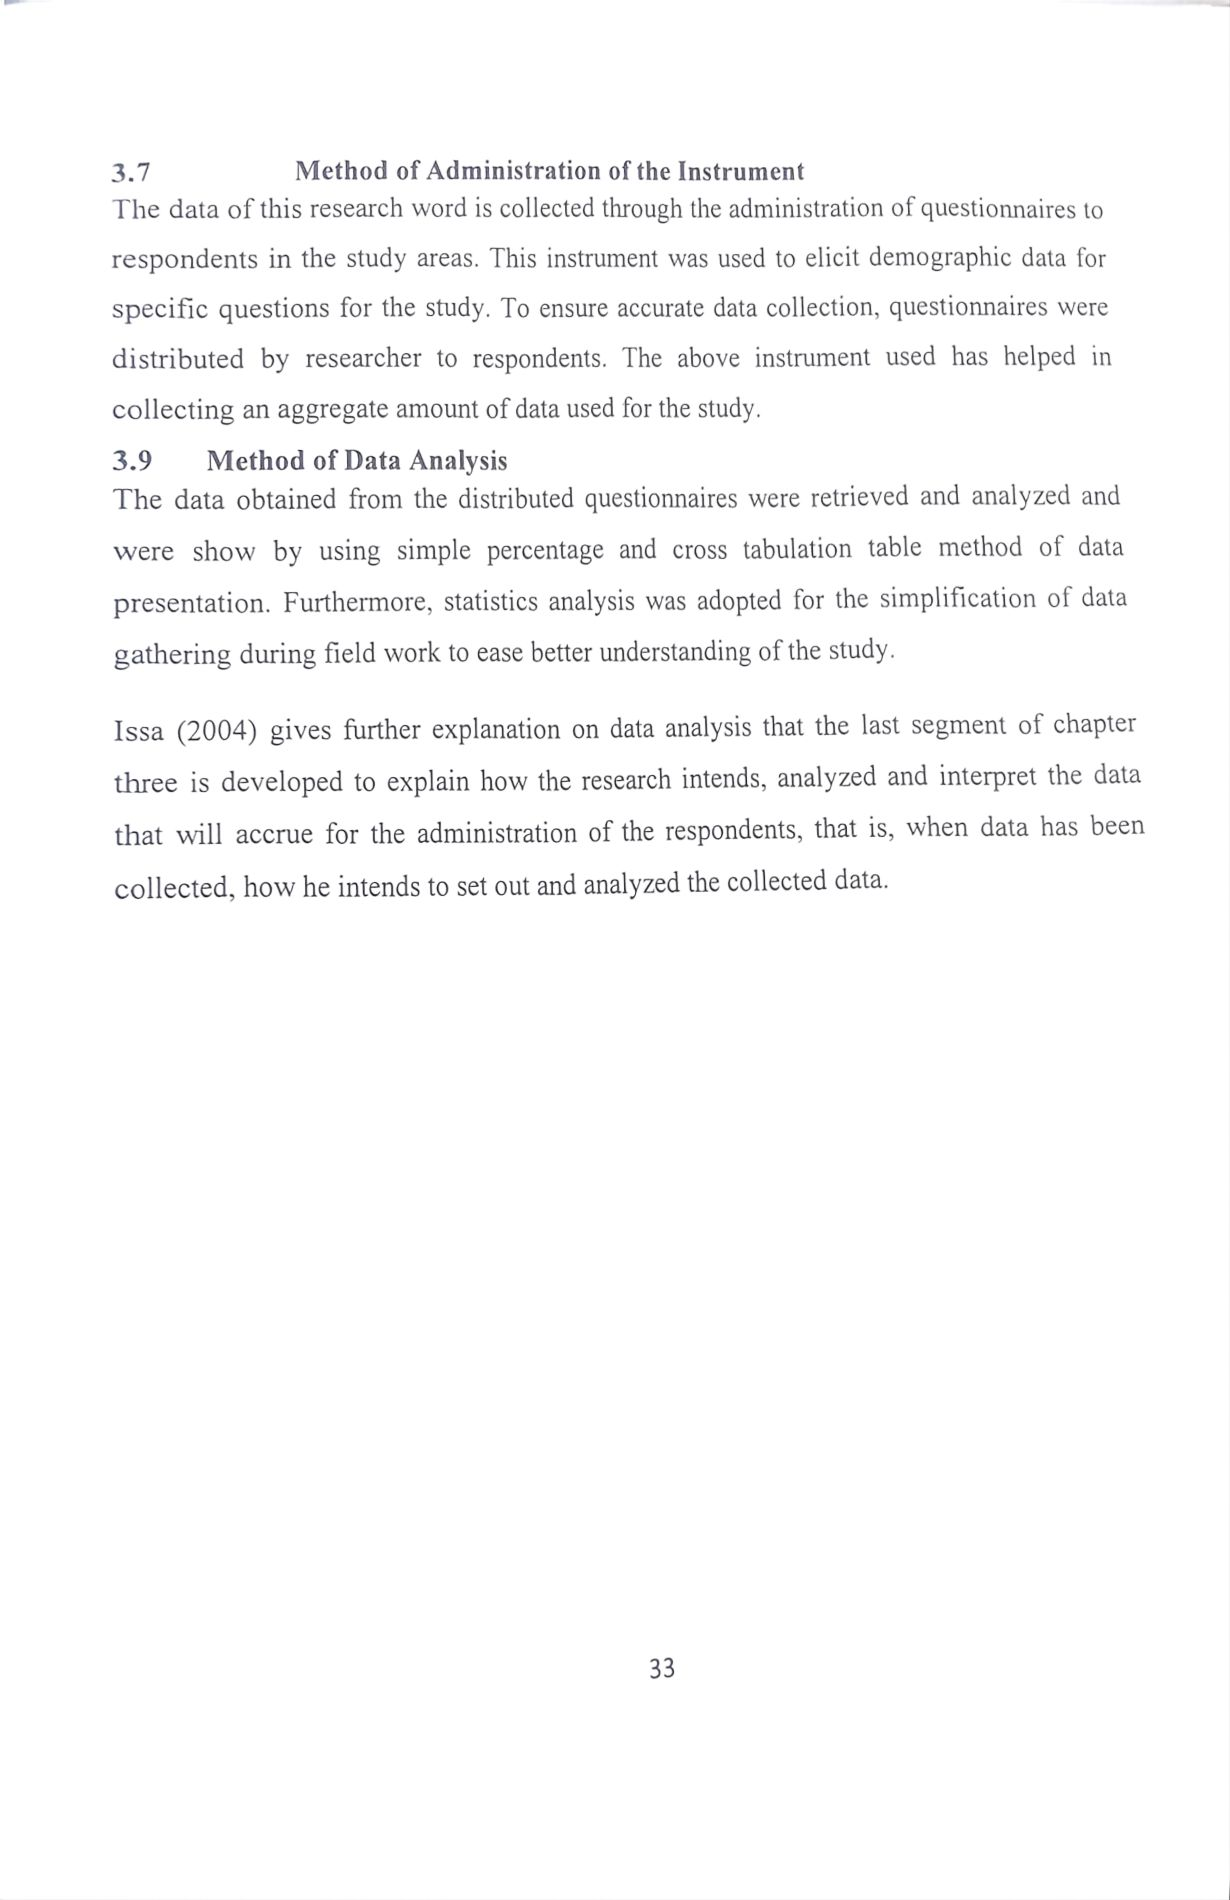 3.7 Method of Administration of the Instrument
The data of this research word is collected through the administration of questionnaires to
respondents in the study areas. This instrument was used to elicit demographic data for
specific questions for the study. To ensure accurate data collection, questionnaires were
distributed by researcher to respondents. The above instrument used has helped in
collecting an aggregate amount of data used for the study.
3.9 Method of Data Analysis
The data obtained from the distributed questionnaires were retrieved and analyzed and
were show by using simple percentage and cross tabulation table method of data
presentation. Furthermore, statistics analysis was adopted for the simplification of data
gathering during field work to ease better understanding of the study.
Issa (2004) gives further explanation on data analysis that the last segment of chapter
three is developed to explain how the research intends, analyzed and interpret the data
that will accrue for the administration of the respondents, that is, when data has been
collected, how he intends to set out and analyzed the collected data.
33